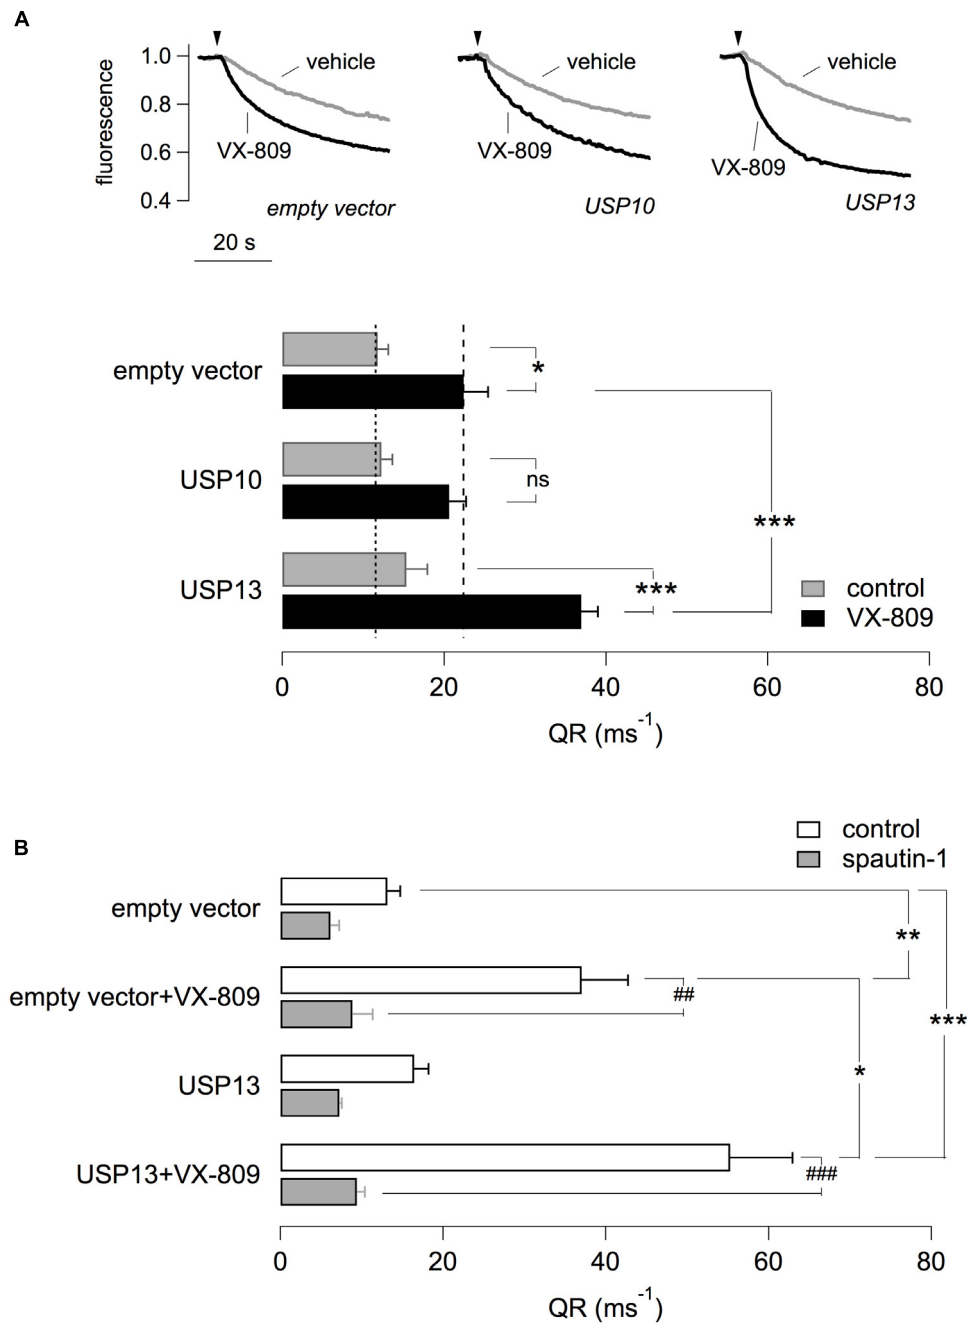 A
fluorescence
1.0
0.8
0.6
0.4
vehicle
VX-809
empty vector
vehicle
VX-809
USP10
vehicle
VX-809
USP13
20 s
empty vector
*
USP10
ns
***
USP13
***
control
VX-809
0 20 40 60 80
QR (ms⁻¹)
B
control
spautin-1
empty vector
**
empty vector+VX-809
##
***
USP13
*
USP13+VX-809
###
0 20 40 60 80
QR (ms⁻¹)